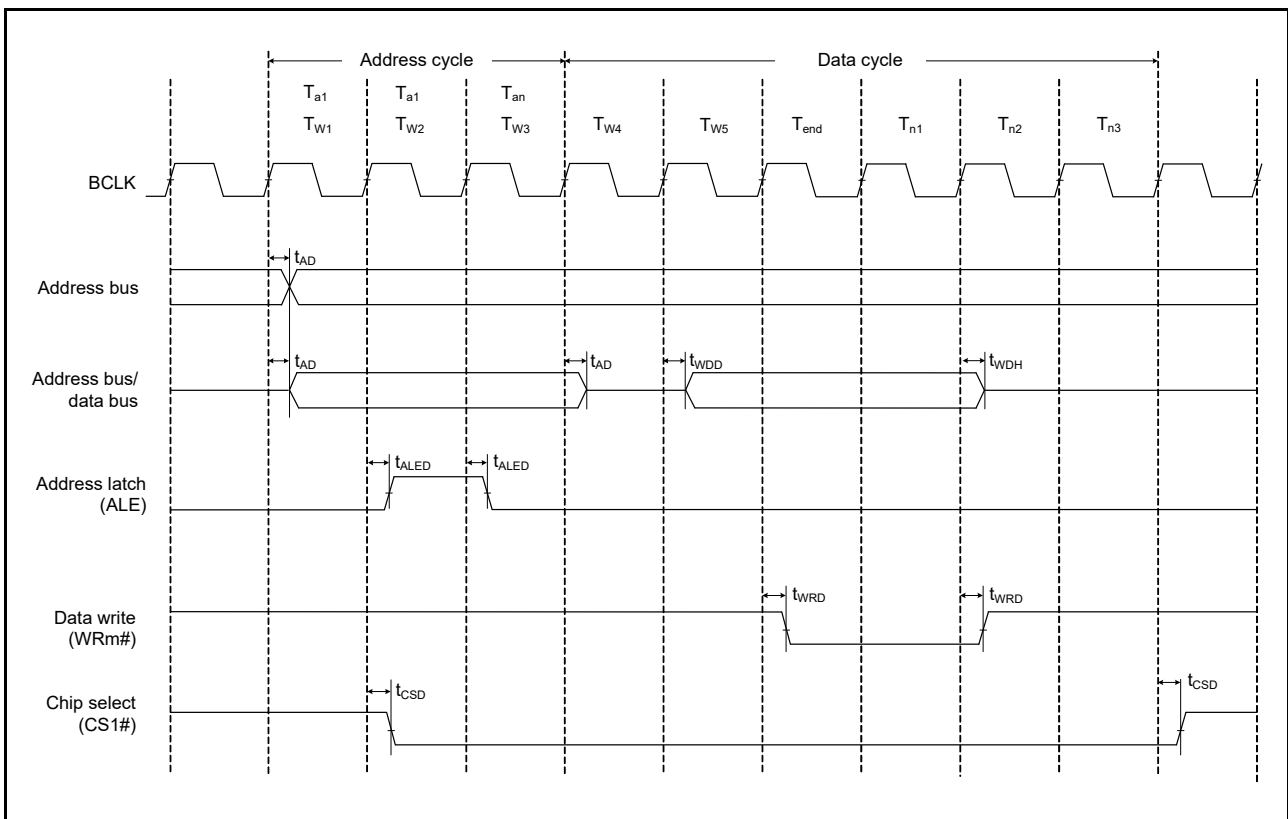 Address cycle Data cycle
Ta1 Ta1 Tan
TW1 TW2 TW3 TW4 TW5 Tend Tn1 Tn2 Tn3
BCLK
tAD
Address bus
tAD tAD tWDD tWDH
Address bus/
data bus
tALED tALED
Address latch
(ALE)
tWRD tWRD
Data write
(WRm#)
tCSD tCSD
Chip select
(CS1#)